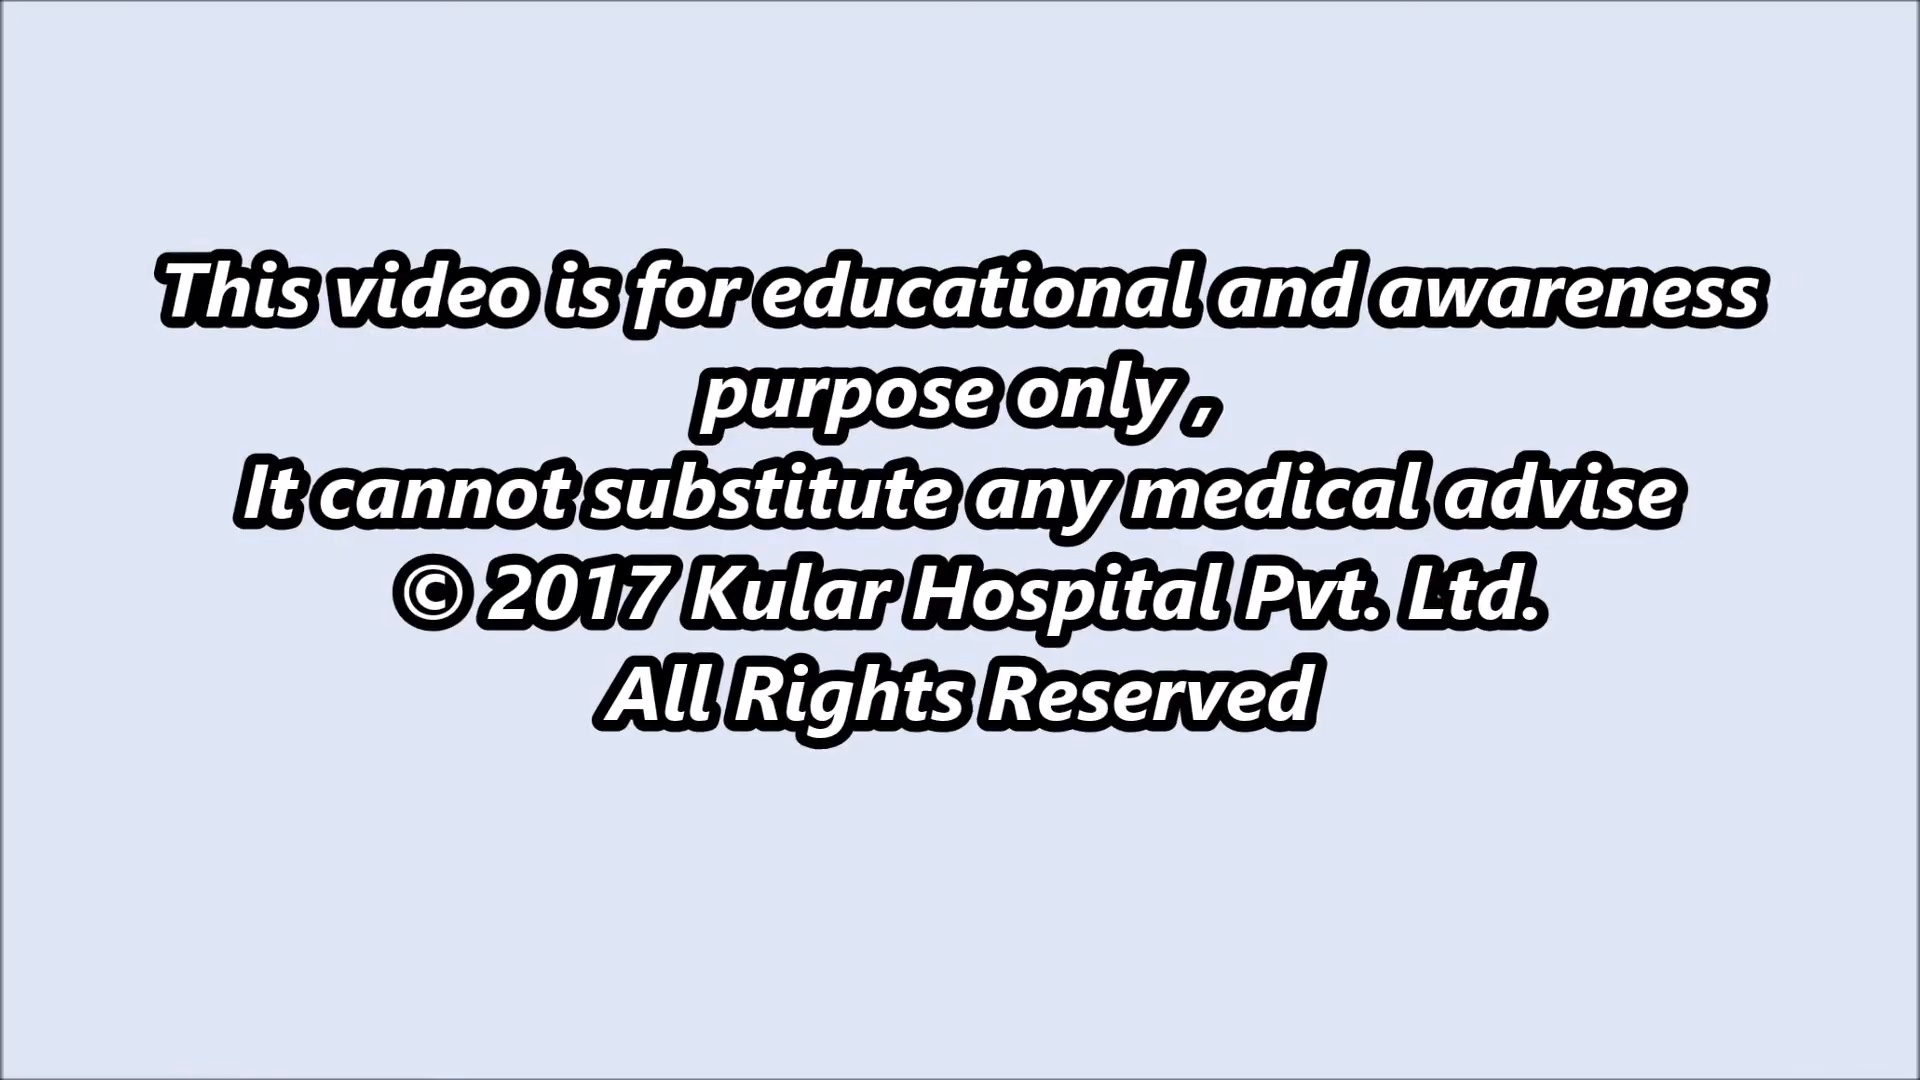 This video is for educational and awareness
purpose only ,
It cannot substitute any medical advise
© 2017 Kular Hospital Pvt. Ltd.
All Rights Reserved